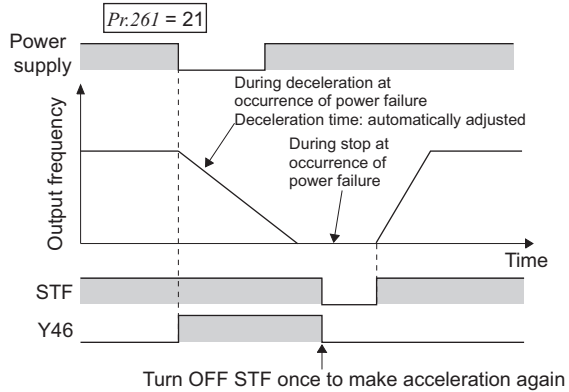 Pr.261 = 21
Power
supply
During deceleration at
occurrence of power failure
Deceleration time: automatically adjusted
During stop at
occurrence of
power failure
Output frequency
Time
STF
Y46
Turn OFF STF once to make acceleration again